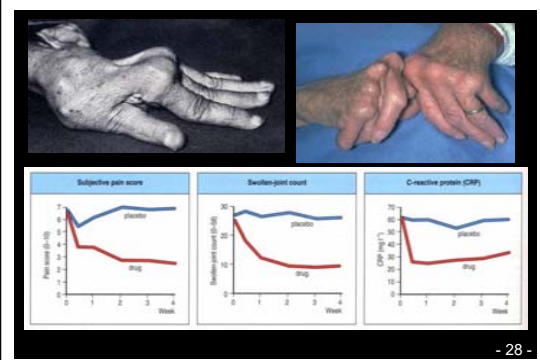 Subjective pain score
Pain score (0–10)
7
6
5
4
3
2
1
0
placebo
drug
0
1
2
3
4
Week
Swollen-joint count
Swollen-joint count (0–58)
30
20
10
0
placebo
drug
0
1
2
3
4
Week
C-reactive protein (CRP)
CRP (mg l⁻¹)
70
60
50
40
30
20
10
0
placebo
drug
0
1
2
3
4
Week
- 28 -